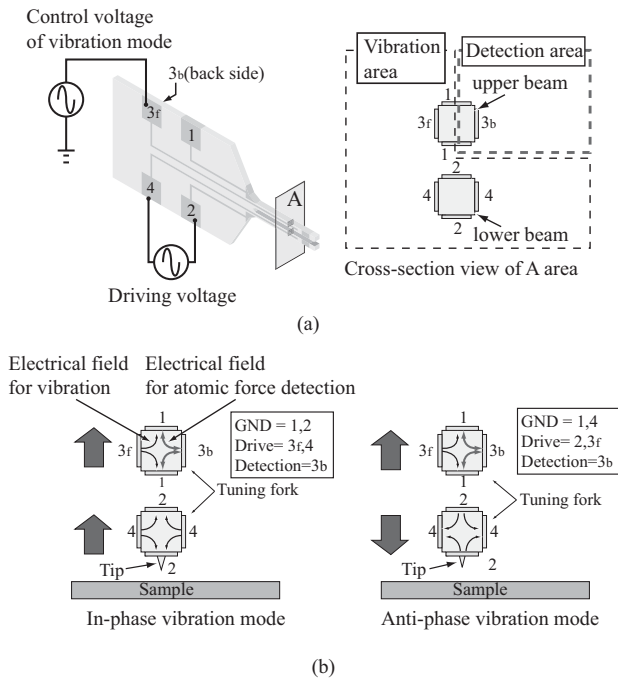 Control voltage
of vibration mode
3b(back side)
3f
1
4
2
A
Driving voltage
Vibration
area
Detection area
upper beam
1
3f
3b
1
2
4
4
2
lower beam
Cross-section view of A area
(a)
Electrical field
for vibration
Electrical field
for atomic force detection
1
3f
3b
1
GND = 1,2
Drive= 3f,4
Detection=3b
Tuning fork
2
4
4
Tip
2
Sample
In-phase vibration mode
1
3f
3b
1
GND = 1,4
Drive= 2,3f
Detection=3b
Tuning fork
2
4
4
Tip
2
Sample
Anti-phase vibration mode
(b)